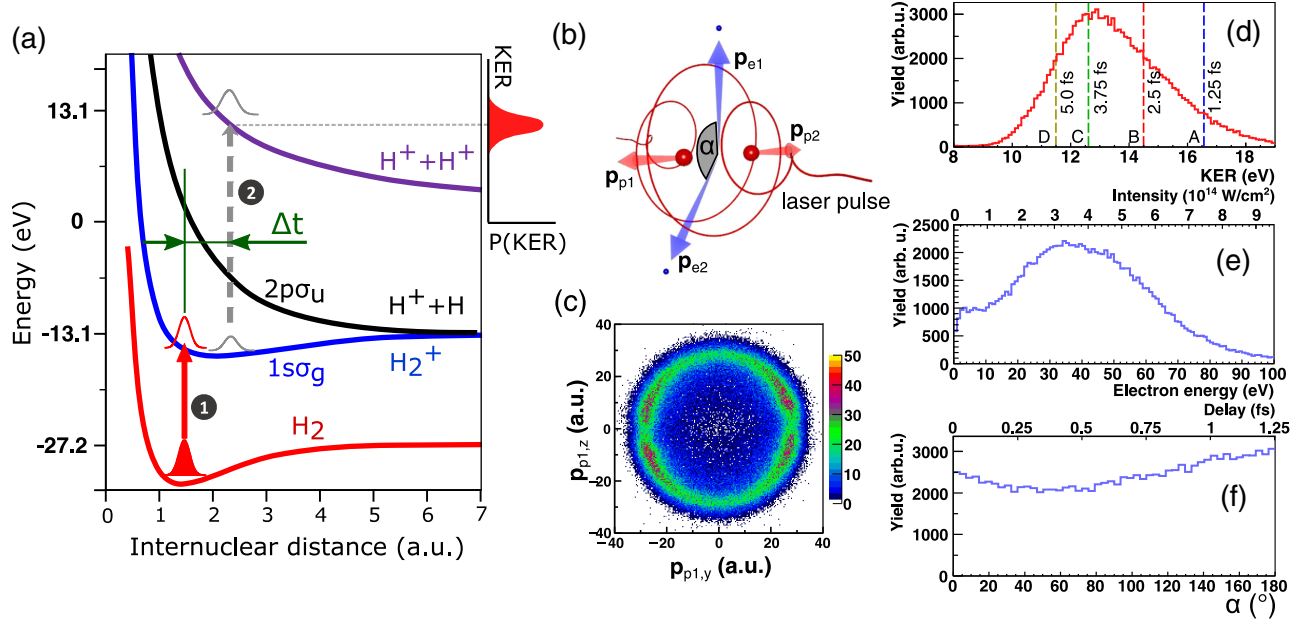 (a)
Energy (eV)
13.1
0
-13.1
-27.2
0 1 2 3 4 5 6 7
Internuclear distance (a.u.)
H⁺+H⁺
2
Δt
2pσu
H⁺+H
1sσg
H₂⁺
1
H₂
KER
P(KER)
(b)
pe1
pp2
α
pp1
laser pulse
pe2
(c)
pp1,z (a.u.)
40
20
0
−20
−40
−40 −20 0 20 40
pp1,y (a.u.)
50
45
40
35
30
25
20
15
10
5
0
(d)
Yield (arb.u.)
3000
2000
1000
0
5.0 fs
3.75 fs
2.5 fs
1.25 fs
D C B A
8 10 12 14 16 18
KER (eV)
Intensity (10¹⁴ W/cm²)
0 1 2 3 4 5 6 7 8 9
(e)
Yield (arb. u.)
2500
2000
1500
1000
500
0
0 10 20 30 40 50 60 70 80 90 100
Electron energy (eV)
Delay (fs)
0 0.25 0.5 0.75 1 1.25
(f)
Yield (arb.u.)
3000
2000
1000
0
0 20 40 60 80 100 120 140 160 180
α (°)